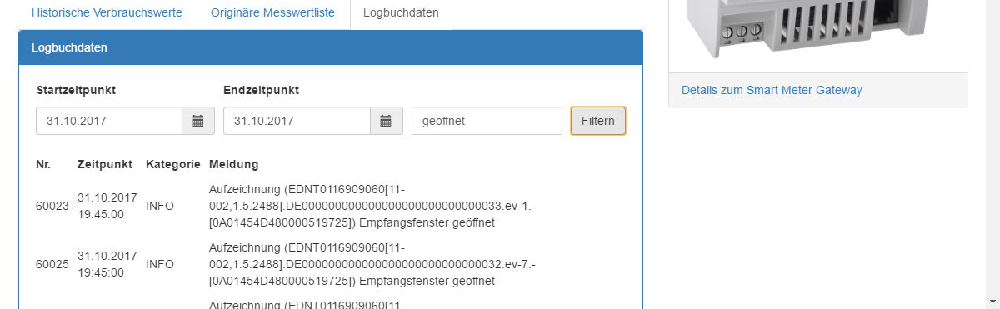 Historische Verbrauchswerte Originäre Messwertliste Logbuchdaten
Logbuchdaten
Details zum Smart Meter Gateway
Startzeitpunkt Endzeitpunkt
31.10.2017 31.10.2017 geöffnet Filtern
Nr. Zeitpunkt Kategorie Meldung
Aufzeichnung (EDNT0116909060[11-
60023 31.10.2017 19:45:00 INFO 002,1.5.2488].DE0000000000000000000000000000033.ev-1.-
[0A01454D480000519725]) Empfangsfenster geöffnet
Aufzeichnung (EDNT0116909060[11-
60025 31.10.2017 19:45:00 INFO 002,1.5.2488].DE0000000000000000000000000000032.ev-7.-
[0A01454D480000519725]) Empfangsfenster geöffnet
Aufzeichnung (EDNT0116909060[11-